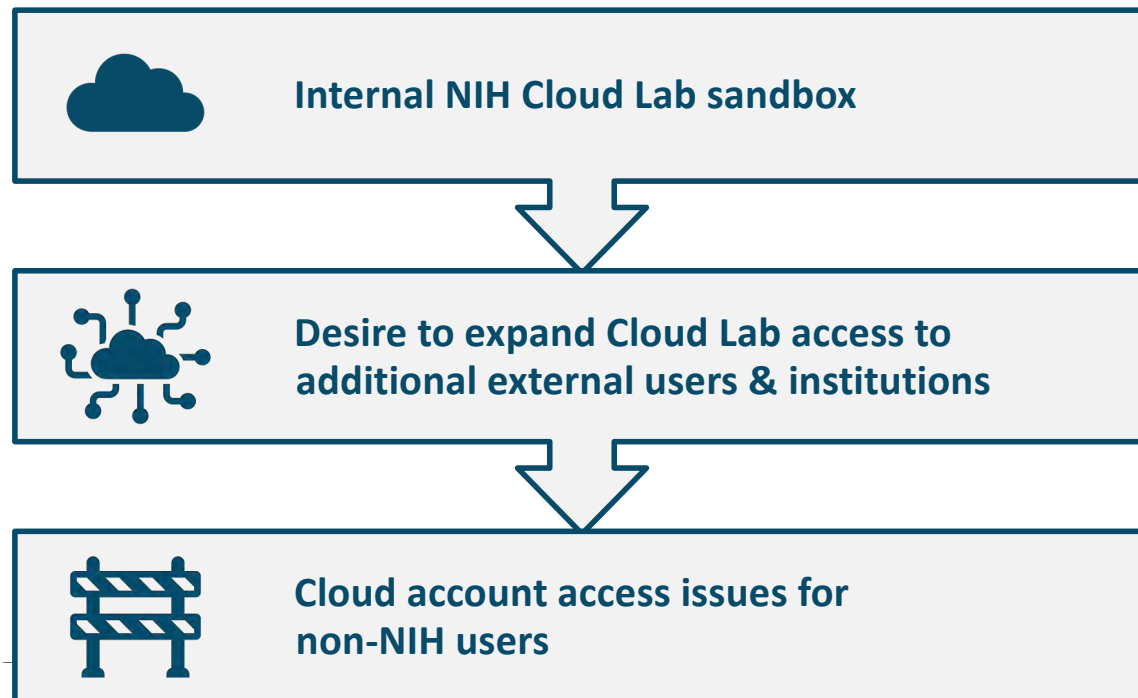 Internal NIH Cloud Lab sandbox
Desire to expand Cloud Lab access to
additional external users & institutions
Cloud account access issues for
non-NIH users